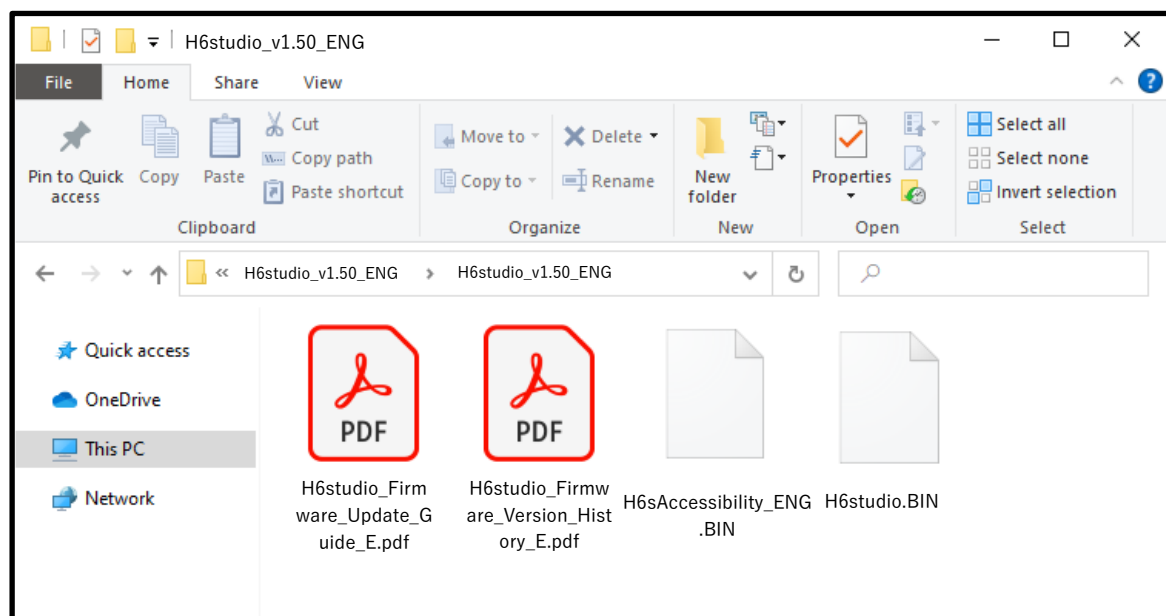 H6studio_v1.50_ENG
File Home Share View
Pin to Quick access
Copy
Paste
Cut
Copy path
Paste shortcut
Clipboard
Move to
Copy to
Delete
Rename
Organize
New folder
New
Properties
Open
Select all
Select none
Invert selection
Select
« H6studio_v1.50_ENG > H6studio_v1.50_ENG
Quick access
OneDrive
This PC
Network
PDF
H6studio_Firm
ware_Update_G
uide_E.pdf
PDF
H6studio_Firmw
are_Version_Hist
ory_E.pdf
H6sAccessibility_ENG
.BIN
H6studio.BIN